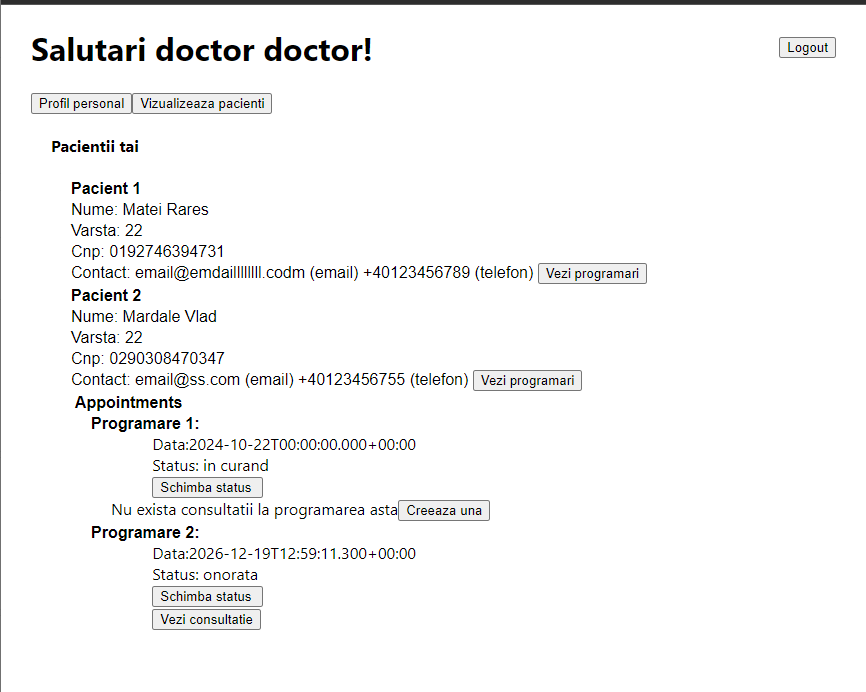 Salutari doctor doctor!
Logout
Profil personal Vizualizeaza pacienti
Pacientii tai
Pacient 1
Nume: Matei Rares
Varsta: 22
Cnp: 0192746394731
Contact: email@emdaillllllll.codm (email) +40123456789 (telefon) Vezi programari
Pacient 2
Nume: Mardale Vlad
Varsta: 22
Cnp: 0290308470347
Contact: email@ss.com (email) +40123456755 (telefon) Vezi programari
Appointments
Programare 1:
Data:2024-10-22T00:00:00.000+00:00
Status: in curand
Schimba status
Nu exista consultatii la programarea asta Creeaza una
Programare 2:
Data:2026-12-19T12:59:11.300+00:00
Status: onorata
Schimba status
Vezi consultatie